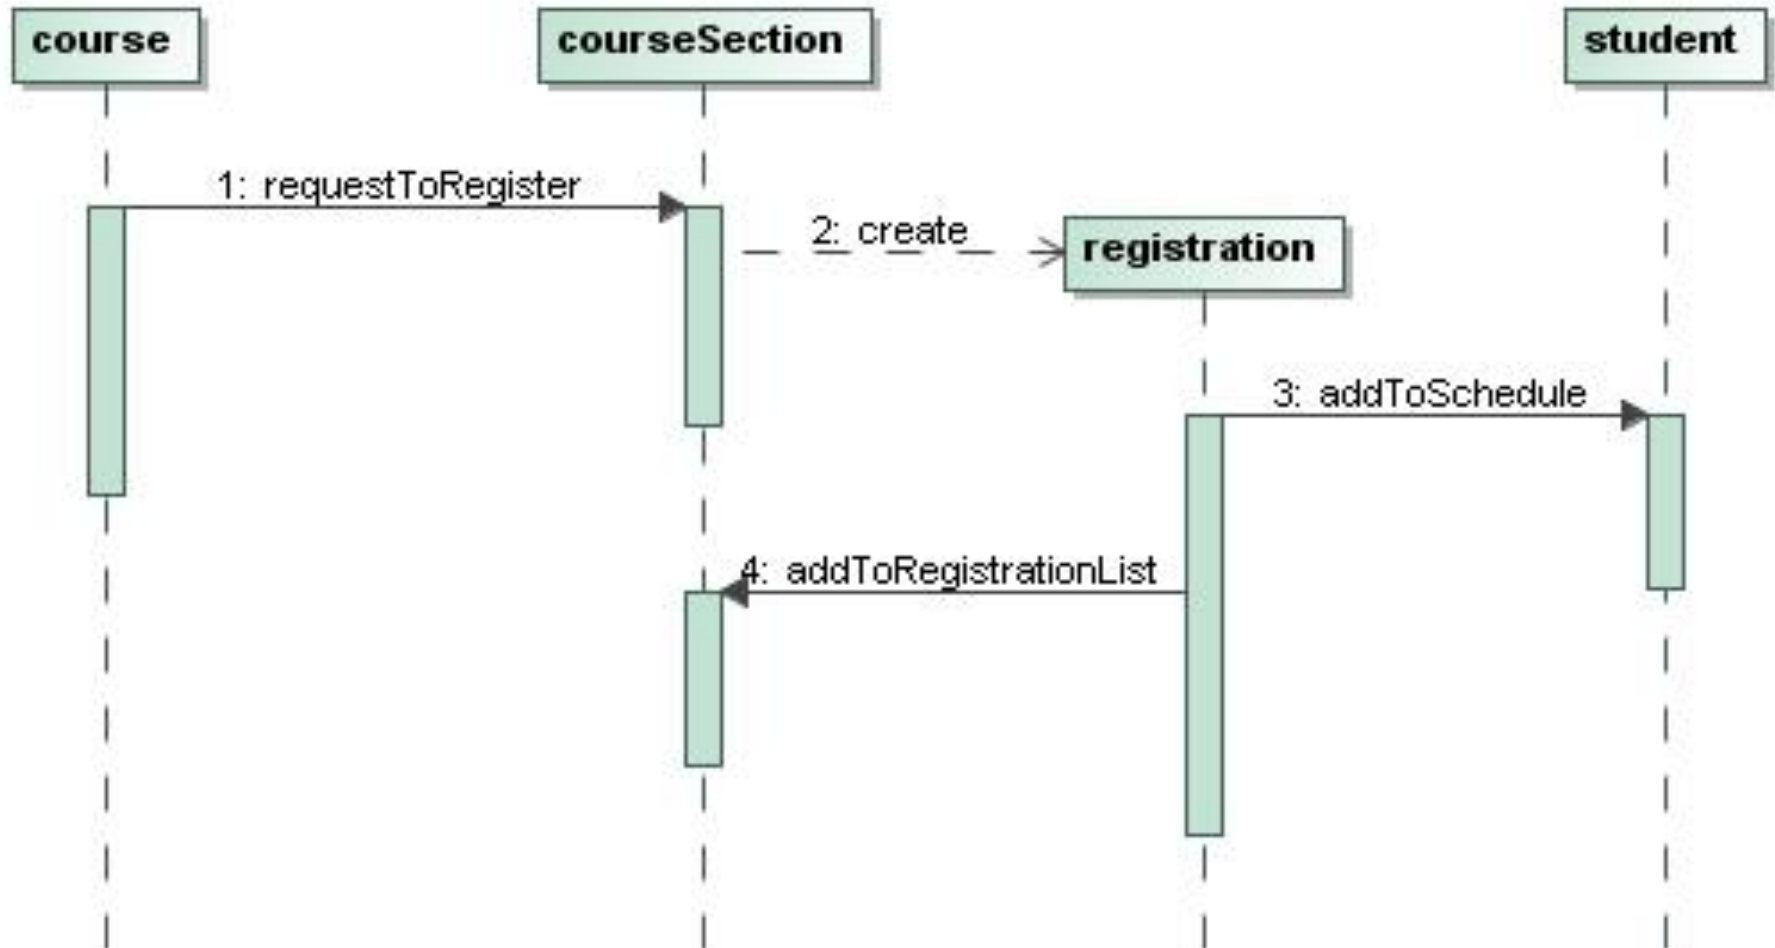 course
courseSection
student
1: requestToRegister
2: create
registration
3: addToSchedule
4: addToRegistrationList